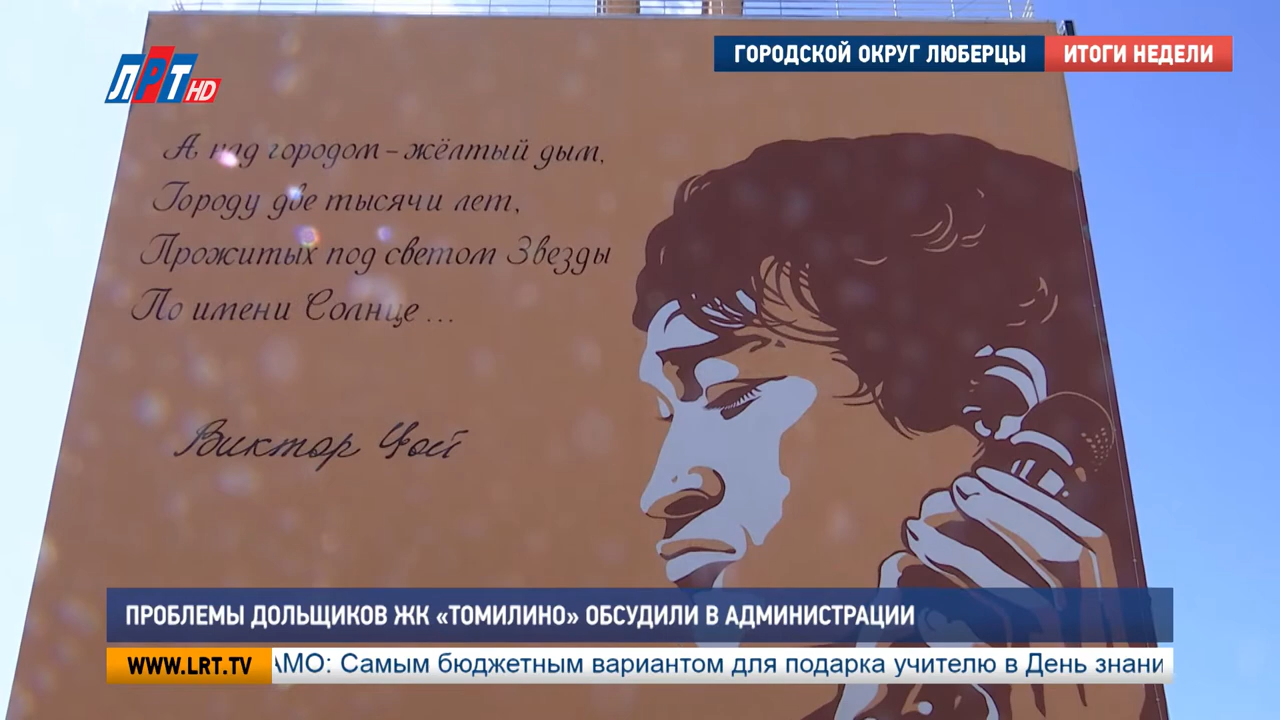 ЛРТ HD
ГОРОДСКОЙ ОКРУГ ЛЮБЕРЦЫ ИТОГИ НЕДЕЛИ
А над городом – жёлтый дым,
Городу две тысячи лет,
Прожитых под светом Звезды
По имени Солнце ...
Виктор Цой
ПРОБЛЕМЫ ДОЛЬЩИКОВ ЖК «ТОМИЛИНО» ОБСУДИЛИ В АДМИНИСТРАЦИИ
WWW.LRT.TV АМО: Самым бюджетным вариантом для подарка учителю в День знани